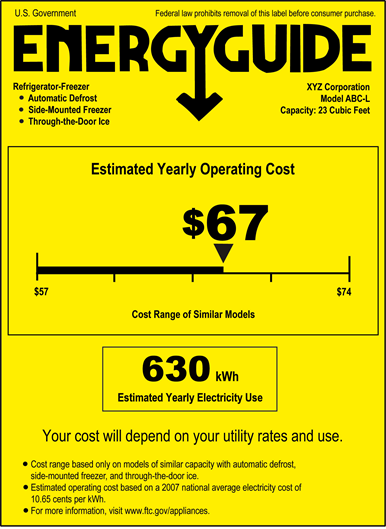 U.S. Government
Federal law prohibits removal of this label before consumer purchase.
ENERGYGUIDE
Refrigerator-Freezer
• Automatic Defrost
• Side-Mounted Freezer
• Through-the-Door Ice
XYZ Corporation
Model ABC-L
Capacity: 23 Cubic Feet
Estimated Yearly Operating Cost
$67
$57
$74
Cost Range of Similar Models
630 kWh
Estimated Yearly Electricity Use
Your cost will depend on your utility rates and use.
• Cost range based only on models of similar capacity with automatic defrost,
side-mounted freezer, and through-the-door ice.
• Estimated operating cost based on a 2007 national average electricity cost of
10.65 cents per kWh.
• For more information, visit www.ftc.gov/appliances.